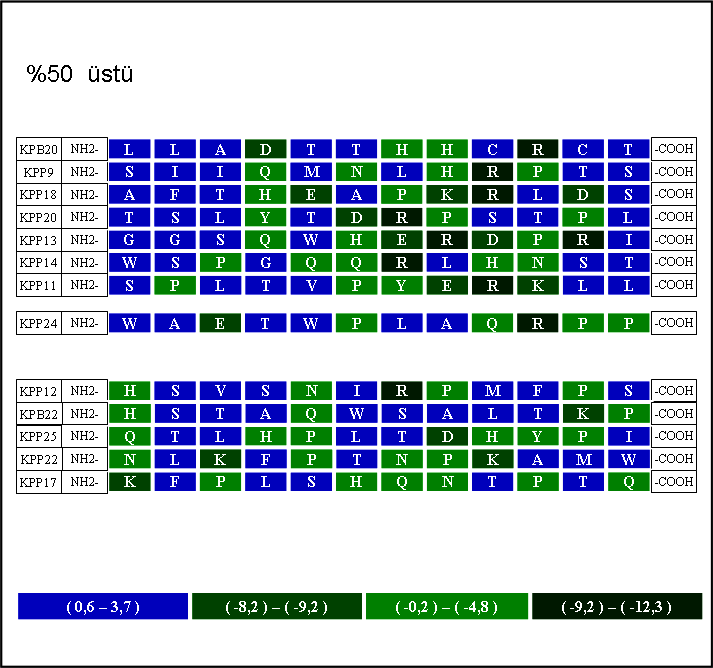 %50 üstü
KPB20 NH2- L L A D T T H H C R C T -COOH
KPP9 NH2- S I I Q M N L H R P T S -COOH
KPP18 NH2- A F T H E A P K R L D S -COOH
KPP20 NH2- T S L Y T D R P S T P L -COOH
KPP13 NH2- G G S Q W H E R D P R I -COOH
KPP14 NH2- W S P G Q Q R L H N S T -COOH
KPP11 NH2- S P L T V P Y E R K L L -COOH
KPP24 NH2- W A E T W P L A Q R P P -COOH
KPP12 NH2- H S V S N I R P M F P S -COOH
KPB22 NH2- H S T A Q W S A L T K P -COOH
KPP25 NH2- Q T L H P L T D H Y P I -COOH
KPP22 NH2- N L K F P T N P K A M W -COOH
KPP17 NH2- K F P L S H Q N T P T Q -COOH
( 0,6 – 3,7 ) ( -8,2 ) – ( -9,2 ) ( -0,2 ) – ( -4,8 ) ( -9,2 ) – ( -12,3 )